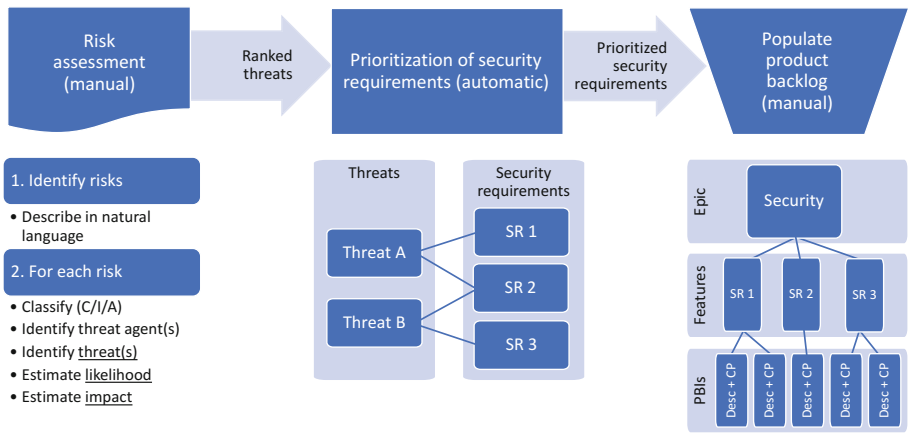 Risk
assessment
(manual)
Ranked
threats
Prioritization of security
requirements (automatic)
Prioritized
security
requirements
Populate
product
backlog
(manual)
1. Identify risks
• Describe in natural
language
2. For each risk
• Classify (C/I/A)
• Identify threat agent(s)
• Identify threat(s)
• Estimate likelihood
• Estimate impact
Threats
Threat A
Threat B
Security
requirements
SR 1
SR 2
SR 3
Epic
Security
Features
SR 1
SR 2
SR 3
PBIs
Desc + CP
Desc + CP
Desc + CP
Desc + CP
Desc + CP